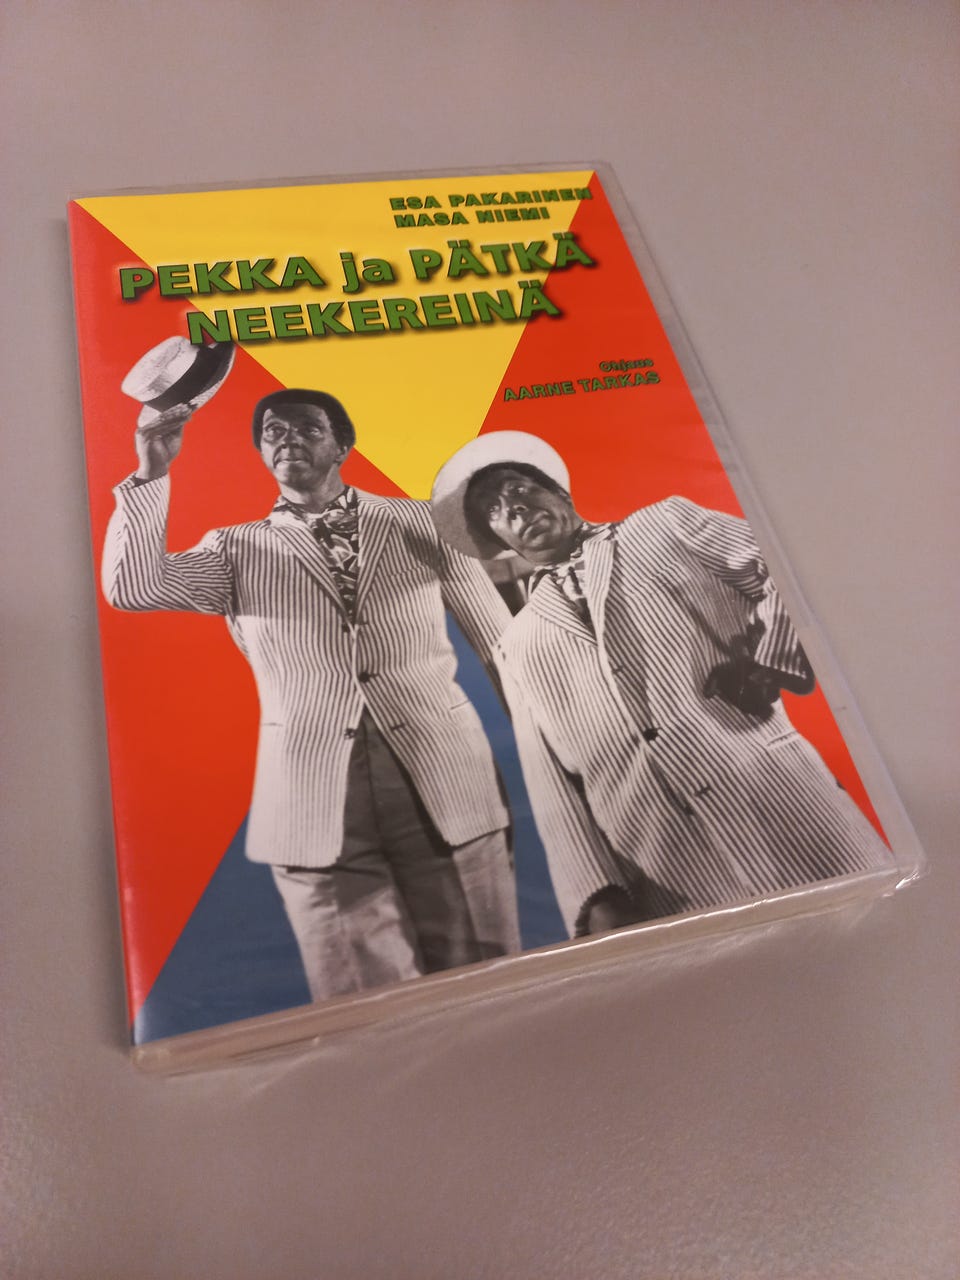 ESA PAKARINEN
MASA NIEMI
PEKKA ja PÄTKÄ
NEEKEREINÄ
Ohjaus
AARNE TARKAS